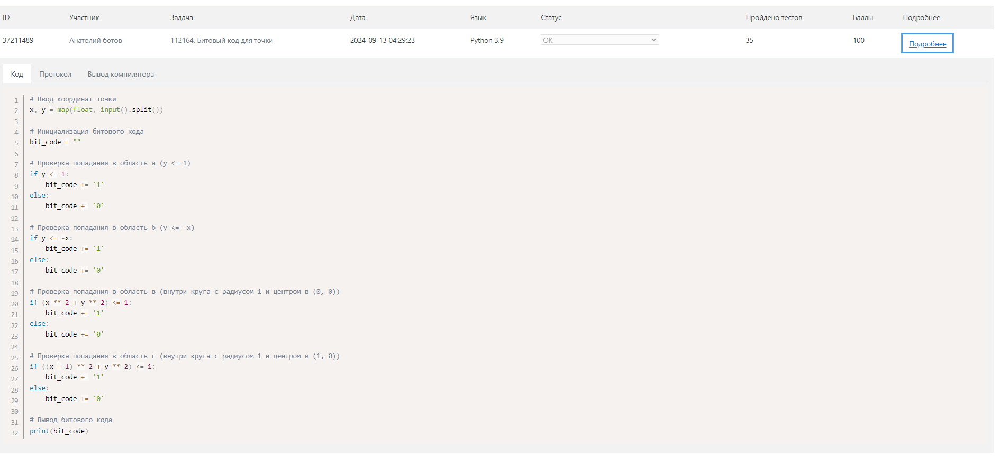 ID Участник Задача Дата Язык Статус Пройдено тестов Баллы Подробнее
37211489 Анатолий ботов 112164. Битовый код для точки 2024-09-13 04:29:23 Python 3.9 OK 35 100 Подробнее
Код Протокол Вывод компилятора
1 # Ввод координат точки
2 x, y = map(float, input().split())
3
4 # Инициализация битового кода
5 bit_code = ""
6
7 # Проверка попадания в область а (y <= 1)
8 if y <= 1:
9     bit_code += '1'
10 else:
11     bit_code += '0'
12
13 # Проверка попадания в область б (y <= -x)
14 if y <= -x:
15     bit_code += '1'
16 else:
17     bit_code += '0'
18
19 # Проверка попадания в область в (внутри круга с радиусом 1 и центром в (0, 0))
20 if (x ** 2 + y ** 2) <= 1:
21     bit_code += '1'
22 else:
23     bit_code += '0'
24
25 # Проверка попадания в область г (внутри круга с радиусом 1 и центром в (1, 0))
26 if ((x - 1) ** 2 + y ** 2) <= 1:
27     bit_code += '1'
28 else:
29     bit_code += '0'
30
31 # Вывод битового кода
32 print(bit_code)